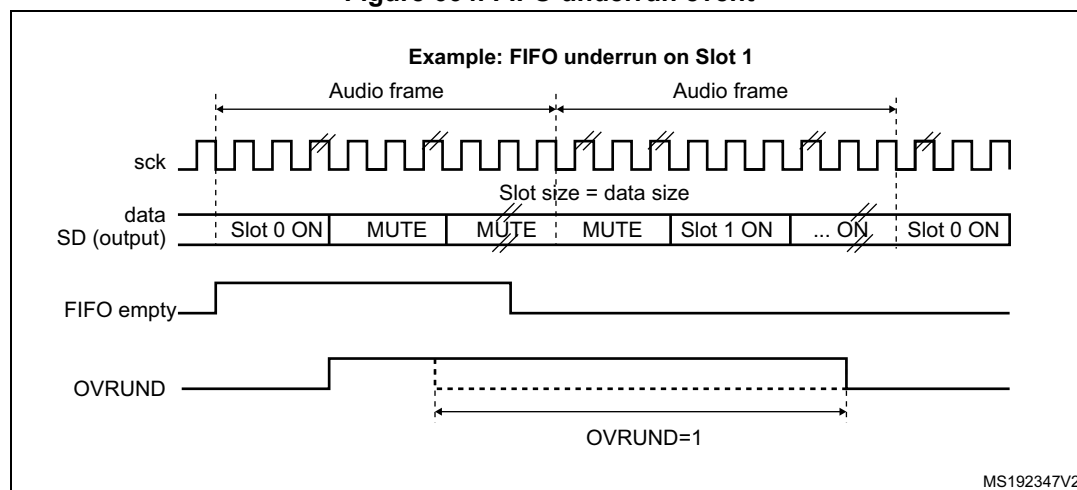 Example: FIFO underrun on Slot 1
Audio frame Audio frame
sck
Slot size = data size
data
SD (output) Slot 0 ON MUTE MUTE MUTE Slot 1 ON ... ON Slot 0 ON
FIFO empty
OVRUND
OVRUND=1
MS192347V2